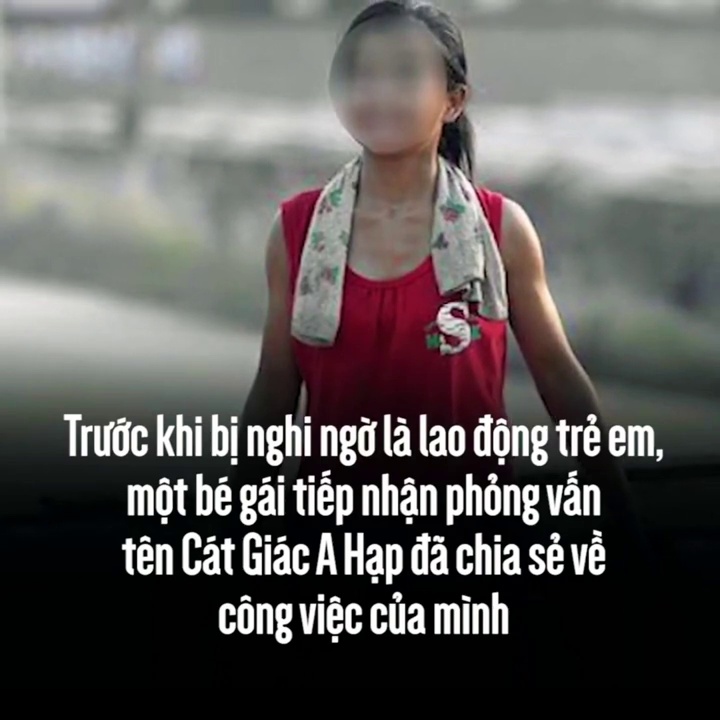 S
Trước khi bị nghi ngờ là lao động trẻ em,
một bé gái tiếp nhận phỏng vấn
tên Cát Giác A Hạp đã chia sẻ về
công việc của mình